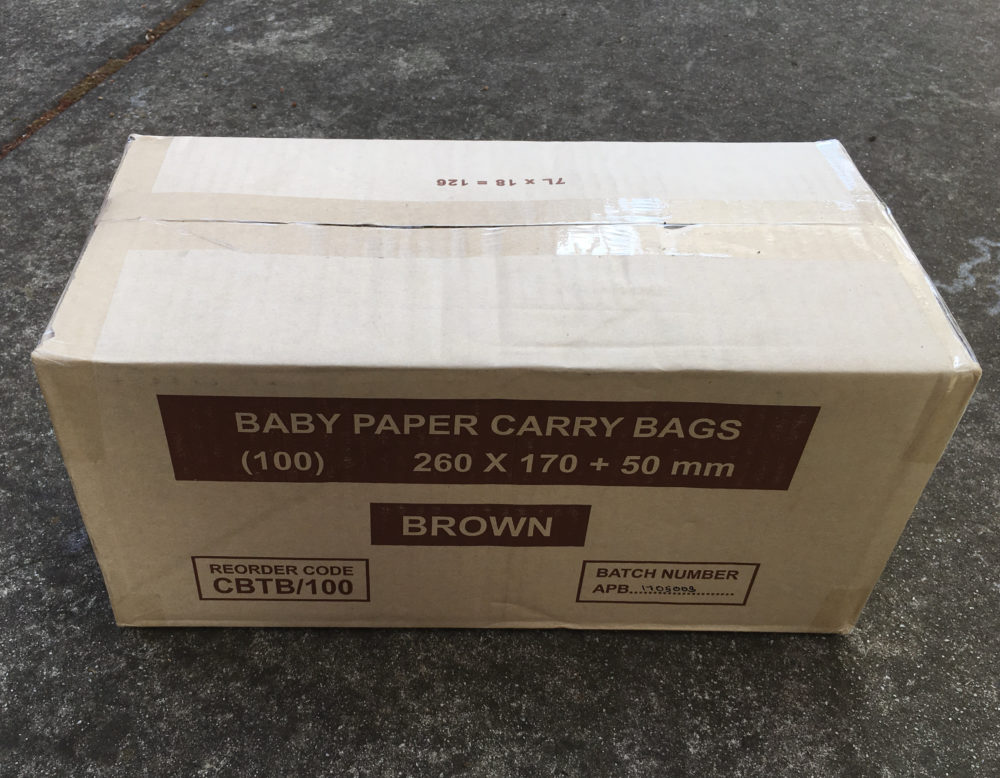 7L x 18 = 126
BABY PAPER CARRY BAGS
(100) 260 X 170 + 50 mm
BROWN
REORDER CODE
CBTB/100
BATCH NUMBER
APB 1705003